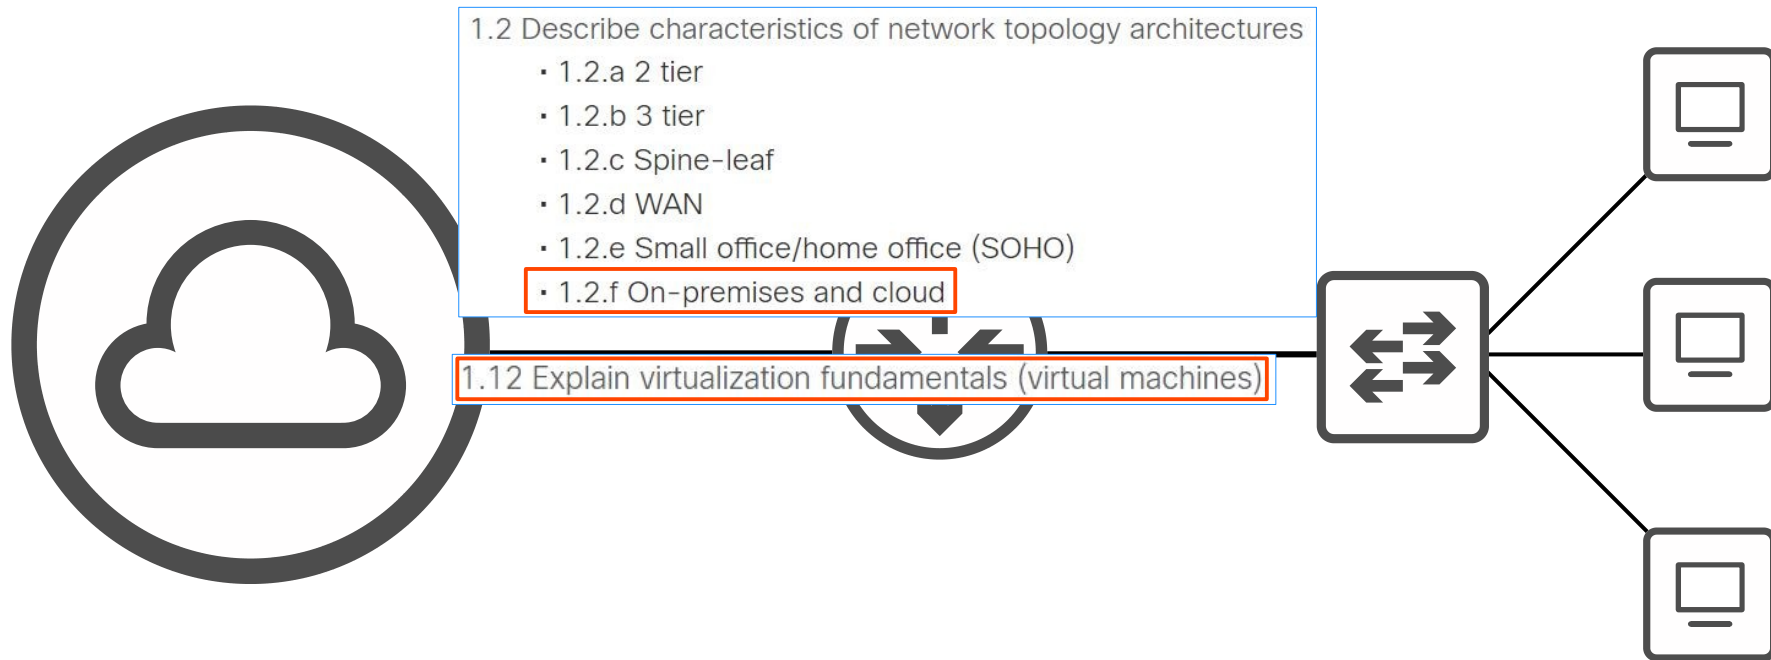 1.2 Describe characteristics of network topology architectures
▪ 1.2.a 2 tier
▪ 1.2.b 3 tier
▪ 1.2.c Spine-leaf
▪ 1.2.d WAN
▪ 1.2.e Small office/home office (SOHO)
▪ 1.2.f On-premises and cloud
1.12 Explain virtualization fundamentals (virtual machines)